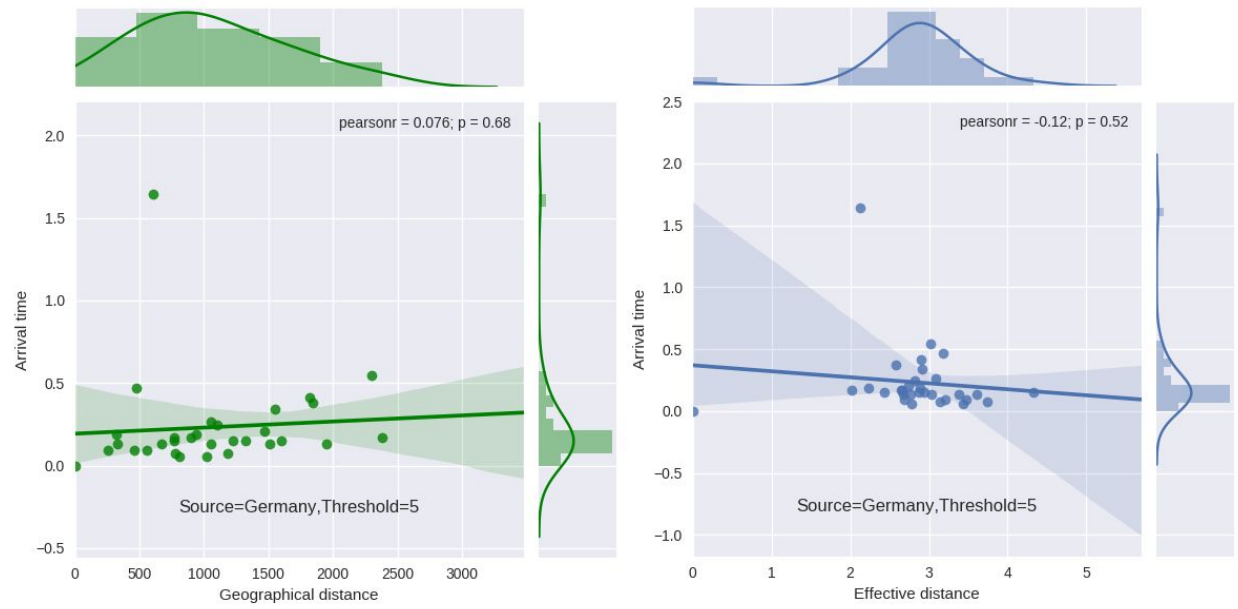 pearsonr = 0.076; p = 0.68
2.0
1.5
1.0
0.5
0.0
−0.5
Arrival time
Source=Germany,Threshold=5
0 500 1000 1500 2000 2500 3000
Geographical distance
pearsonr = -0.12; p = 0.52
2.5
2.0
1.5
1.0
0.5
0.0
−0.5
−1.0
Arrival time
Source=Germany,Threshold=5
0 1 2 3 4 5
Effective distance